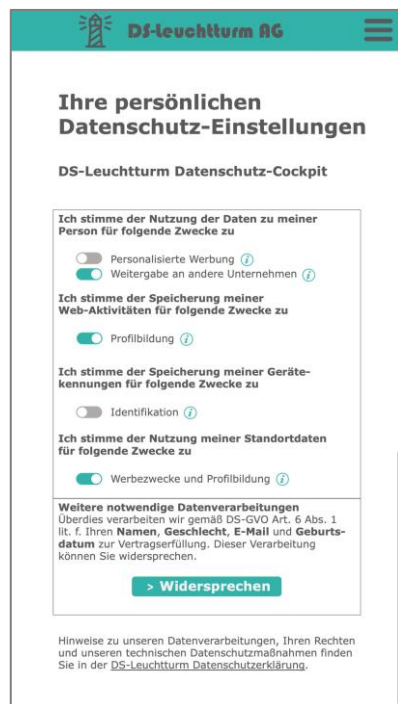 DS-Leuchtturm AG
Ihre persönlichen
Datenschutz-Einstellungen
DS-Leuchtturm Datenschutz-Cockpit
Ich stimme der Nutzung der Daten zu meiner
Person für folgende Zwecke zu
Personalisierte Werbung i
Weitergabe an andere Unternehmen i
Ich stimme der Speicherung meiner
Web-Aktivitäten für folgende Zwecke zu
Profilbildung i
Ich stimme der Speicherung meiner Geräte-
kennungen für folgende Zwecke zu
Identifikation i
Ich stimme der Nutzung meiner Standortdaten
für folgende Zwecke zu
Werbezwecke und Profilbildung i
Weitere notwendige Datenverarbeitungen
Überdies verarbeiten wir gemäß DS-GVO Art. 6 Abs. 1
lit. f. Ihren Namen, Geschlecht, E-Mail und Geburts-
datum zur Vertragserfüllung. Dieser Verarbeitung
können Sie widersprechen.
> Widersprechen
Hinweise zu unseren Datenverarbeitungen, Ihren Rechten
und unseren technischen Datenschutzmaßnahmen finden
Sie in der DS-Leuchtturm Datenschutzerklärung.